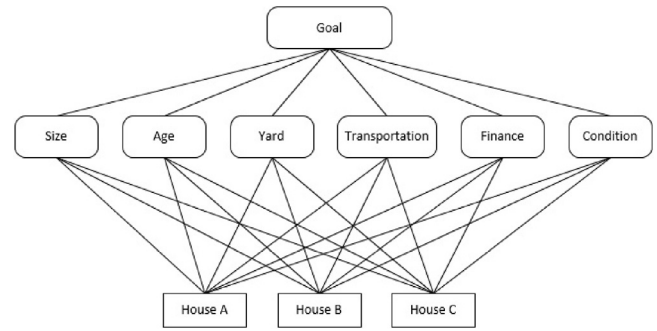 Goal
Size
Age
Yard
Transportation
Finance
Condition
House A
House B
House C